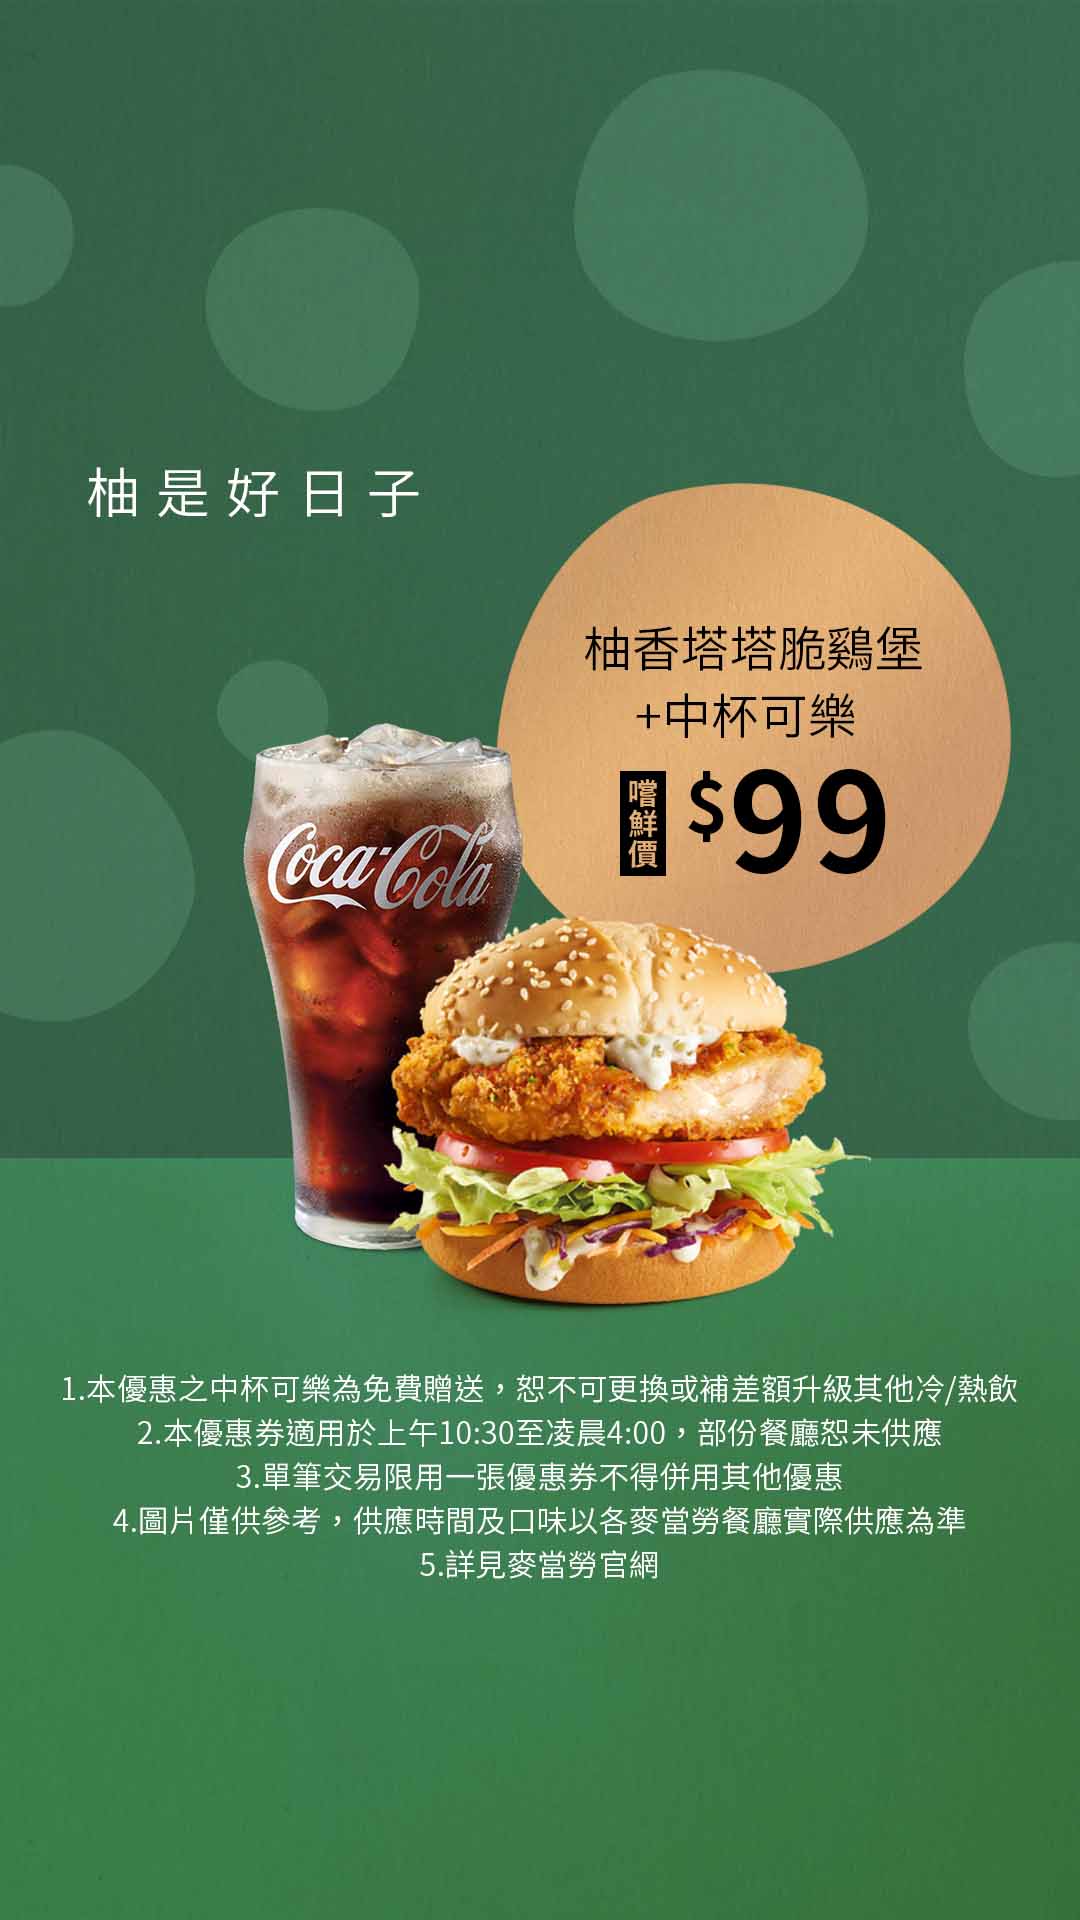 柚是好日子
柚香塔塔脆鷄堡
+中杯可樂
嚐鮮價 $99
Coca-Cola
1.本優惠之中杯可樂為免費贈送，恕不可更換或補差額升級其他冷/熱飲
2.本優惠券適用於上午10:30至凌晨4:00，部份餐廳恕未供應
3.單筆交易限用一張優惠券不得併用其他優惠
4.圖片僅供參考，供應時間及口味以各麥當勞餐廳實際供應為準
5.詳見麥當勞官網